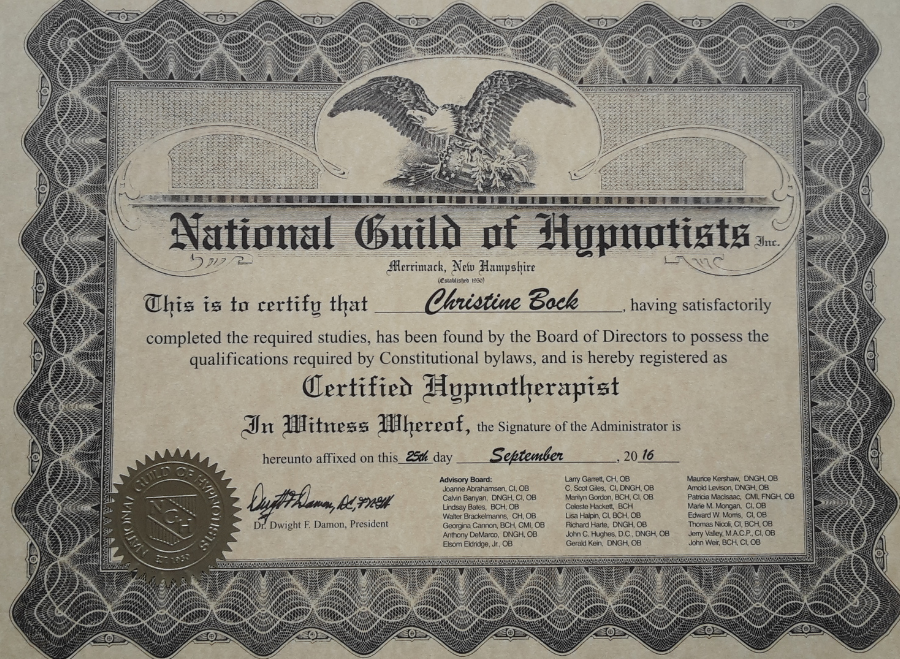 National Guild of Hypnotists Inc.
Merrimack, New Hampshire
(Established 1950)
This is to certify that Christine Bock, having satisfactorily
completed the required studies, has been found by the Board of Directors to possess the
qualifications required by Constitutional bylaws, and is hereby registered as
Certified Hypnotherapist
In Witness Whereof, the Signature of the Administrator is
hereunto affixed on this 25th day September, 2016
Dr. Dwight F. Damon, President
NATIONAL GUILD OF HYPNOTISTS
NGH
Advisory Board:
Joanne Abrahamsen, CI, OB
Calvin Banyan, DNGH, CI, OB
Lindsay Bates, BCH, OB
Walter Brackelmanns, CH, OB
Georgina Cannon, BCH, CMI, OB
Anthony DeMarco, DNGH, OB
Elsom Eldridge, Jr., OB
Larry Garrett, CH, OB
C. Scot Giles, CI, DNGH, OB
Marilyn Gordon, BCH, CI, OB
Celeste Hackett, BCH
Lisa Halpin, CI, BCH, OB
Richard Harte, DNGH, OB
John C. Hughes, D.C., DNGH, OB
Gerald Kein, DNGH, OB
Maurice Kershaw, DNGH, OB
Arnold Levison, DNGH, OB
Patricia MacIsaac, CMI, FNGH, OB
Marie M. Mongan, CI, OB
Edward W. Morris, CI, OB
Thomas Nicoli, CI, BCH, OB
Jerry Valley, M.A.C.P., CI, OB
John Weir, BCH, CI, OB